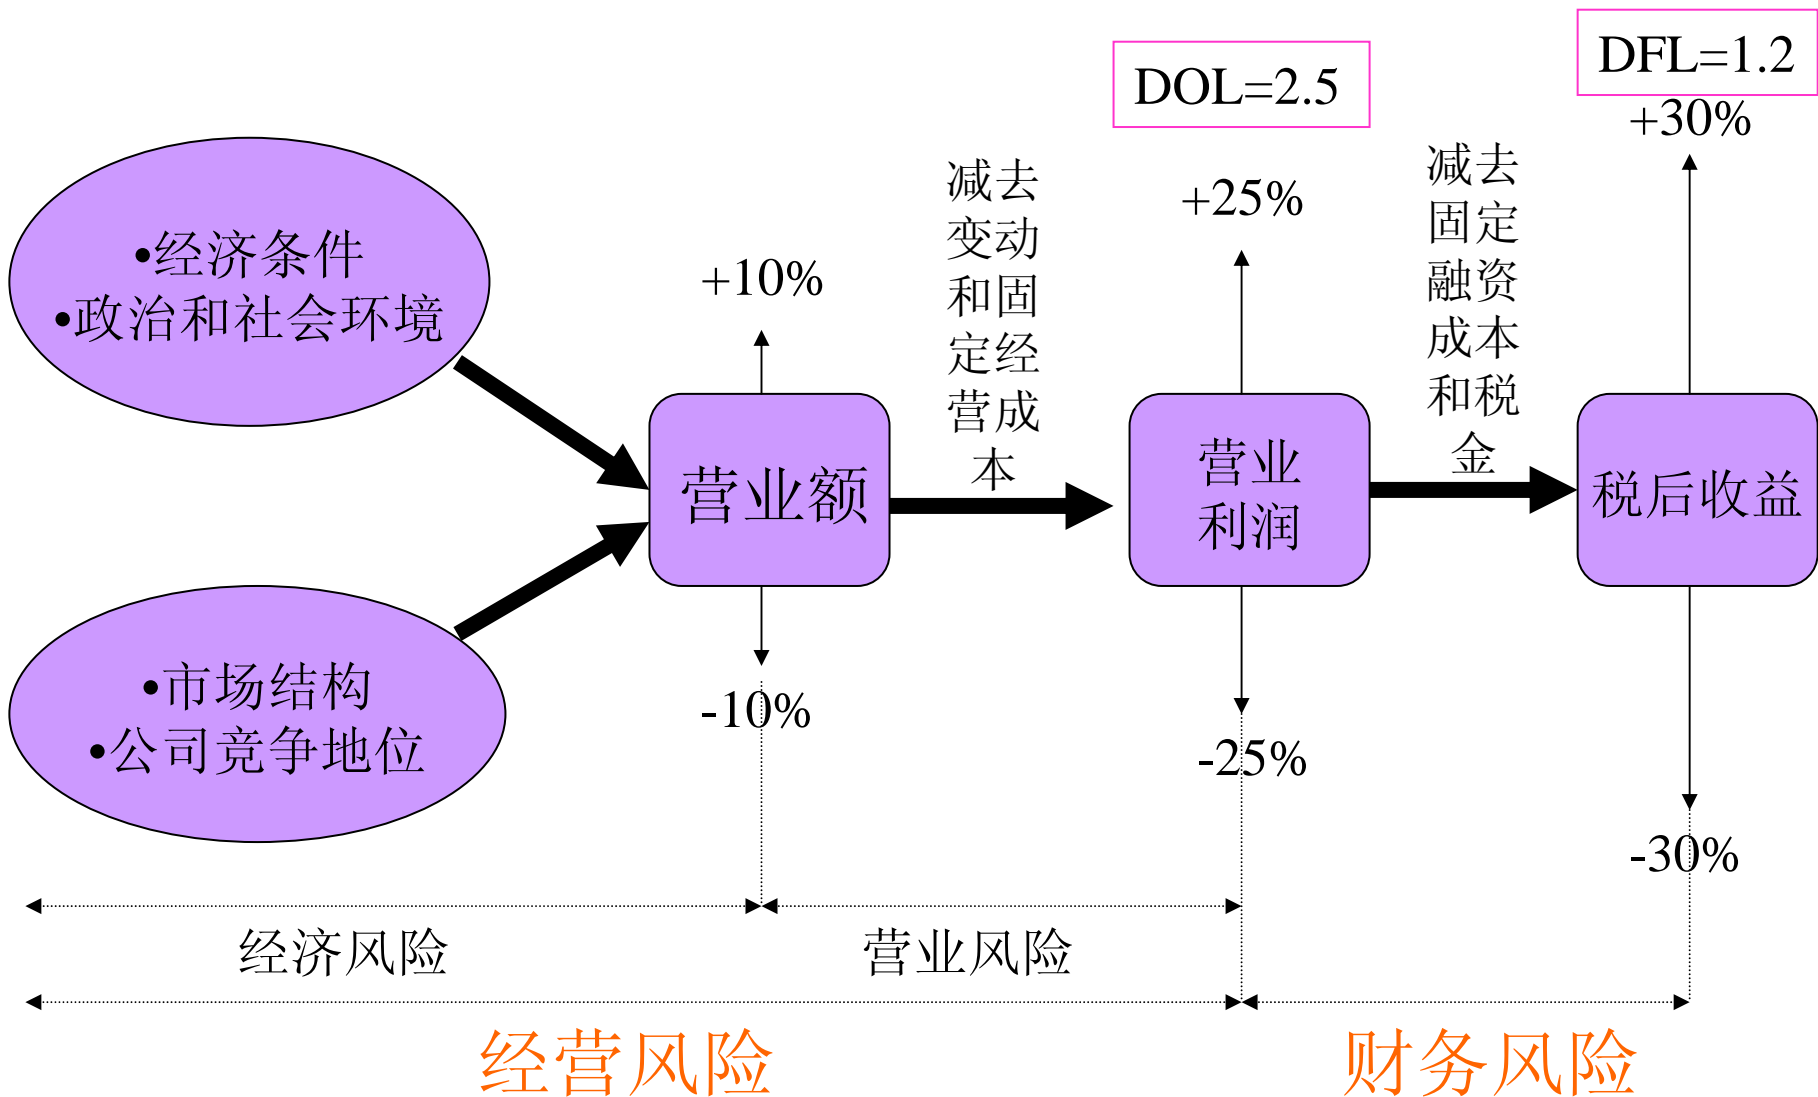 DOL=2.5
DFL=1.2
+30%
+25%
+10%
减去
变动
和固
定经
营成
本
减去
固定
融资
成本
和税
金
•经济条件
•政治和社会环境
营业额
营业
利润
税后收益
•市场结构
•公司竞争地位
-10%
-25%
-30%
经济风险
营业风险
经营风险
财务风险